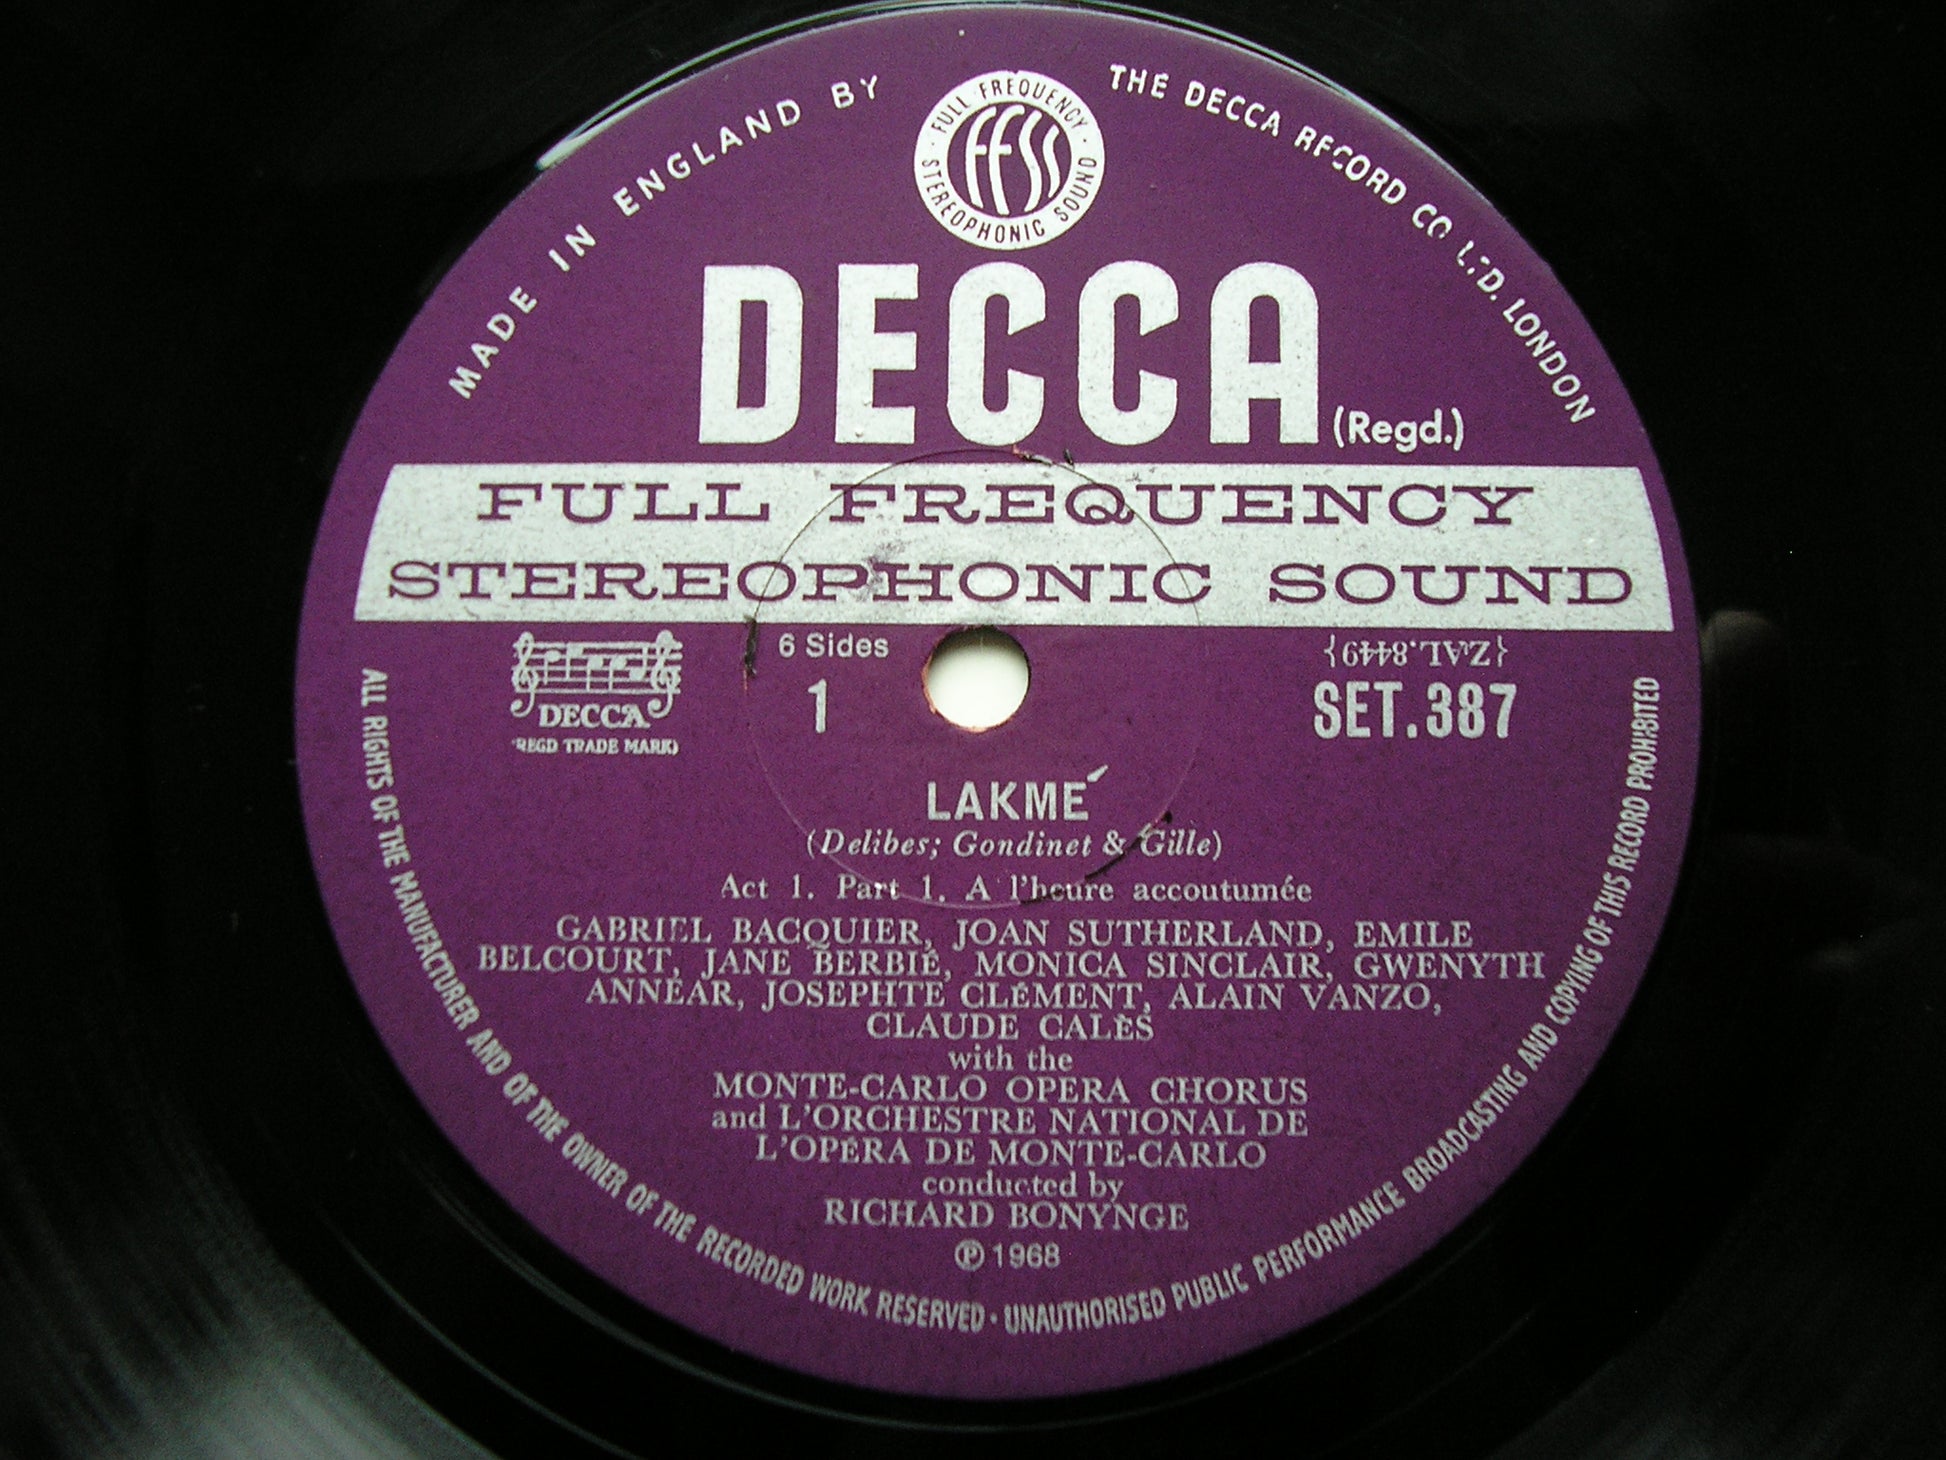 MADE IN ENGLAND BY THE DECCA RECORD CO LTD. LONDON
FULL FREQUENCY
STEREOPHONIC SOUND
FFSS
DECCA (Regd.)
FULL FREQUENCY
STEREOPHONIC SOUND
6 Sides
{ZAL.8449}
DECCA
REGD TRADE MARK)
1
SET.387
LAKMÉ
(Delibes; Gondinet & Gille)
Act 1. Part 1. A l'heure accoutumée
GABRIEL BACQUIER, JOAN SUTHERLAND, EMILE
BELCOURT, JANE BERBIÉ, MONICA SINCLAIR, GWENYTH
ANNEAR, JOSEPHTE CLÉMENT, ALAIN VANZO,
CLAUDE CALÈS
with the
MONTE-CARLO OPERA CHORUS
and L'ORCHESTRE NATIONAL DE
L'OPÉRA DE MONTE-CARLO
conducted by
RICHARD BONYNGE
Ⓟ 1968
ALL RIGHTS OF THE MANUFACTURER AND OF THE OWNER OF THE RECORDED WORK RESERVED · UNAUTHORISED PUBLIC PERFORMANCE BROADCASTING AND COPYING OF THIS RECORD PROHIBITED